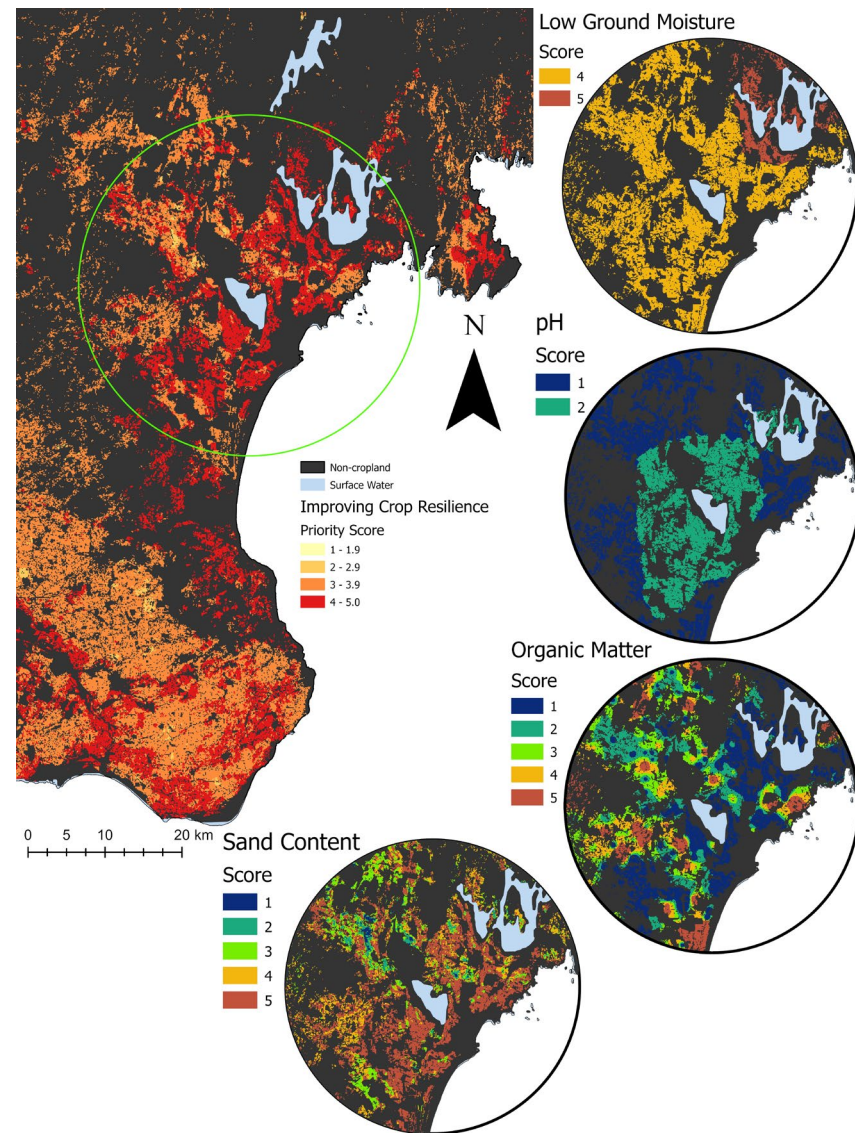 Low Ground Moisture
Score
4
5
N
pH
Score
1
2
Non-cropland
Surface Water
Improving Crop Resilience
Priority Score
1 - 1.9
2 - 2.9
3 - 3.9
4 - 5.0
Organic Matter
Score
1
2
3
4
5
0 5 10 20 km
Sand Content
Score
1
2
3
4
5